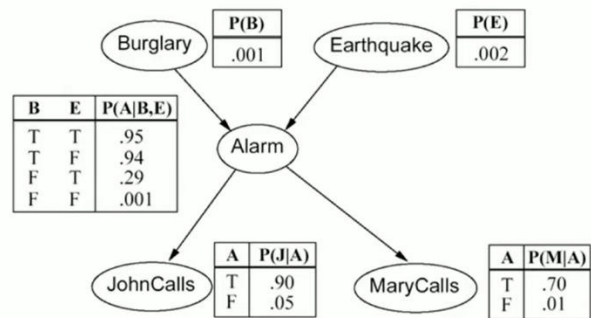 Burglary
P(B)
.001
Earthquake
P(E)
.002
B E P(A|B,E)
T T .95
T F .94
F T .29
F F .001
Alarm
JohnCalls
A P(J|A)
T .90
F .05
MaryCalls
A P(M|A)
T .70
F .01